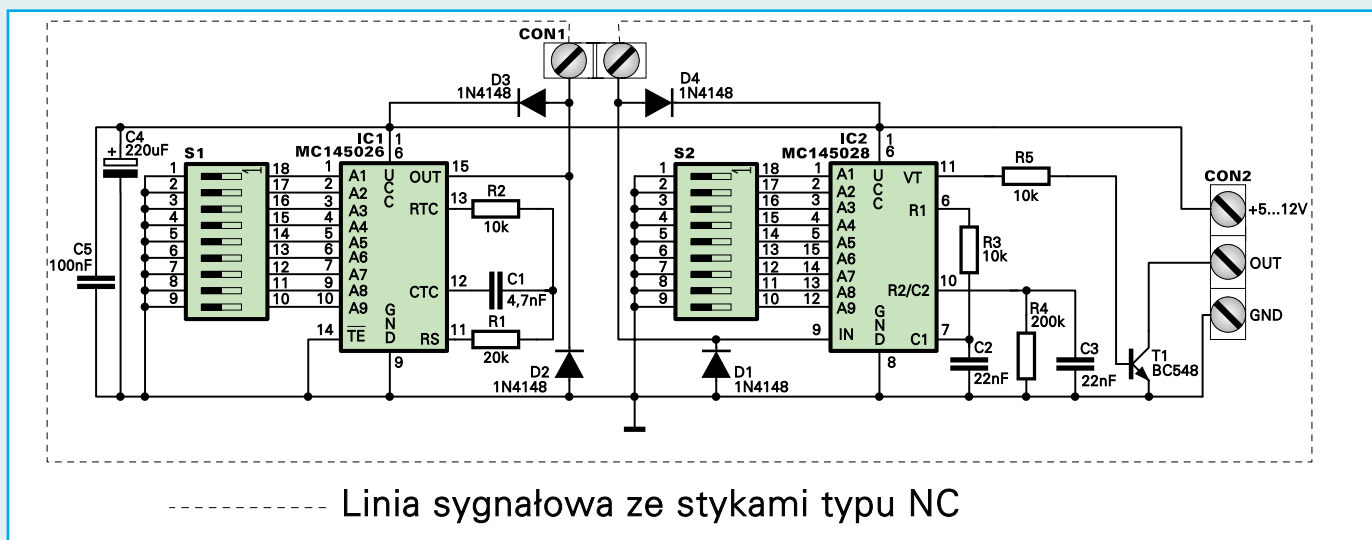 CON1
D3
1N4148
D4
1N4148
C4
+ 220uF
C5
100nF
S1
1
1 18
2 17
3 16
4 15
5 14
6 13
7 12
8 11
9 10
IC1
MC145026
1
6
1 A1 UCC OUT 15
2 A2
3 A3 RTC 13
4 A4
5 A5
6 A6
7 A7
9 A8 CTC 12
10 A9
14 TE GND RS 11
9
R2
10k
C1
4,7nF
R1
20k
D2
1N4148
S2
1
1 18
2 17
3 16
4 15
5 14
6 13
7 12
8 11
9 10
IC2
MC145028
1
6
1 A1 UCC VT 11
2 A2
3 A3 R1 6
4 A4
5 A5
15 A6
14 A7
13 A8 R2/C2 10
12 A9
9 IN GND C1 7
8
D1
1N4148
R5
10k
R3
10k
R4
200k
C2
22nF
C3
22nF
T1
BC548
CON2
+5...12V
OUT
GND
Linia sygnałowa ze stykami typu NC